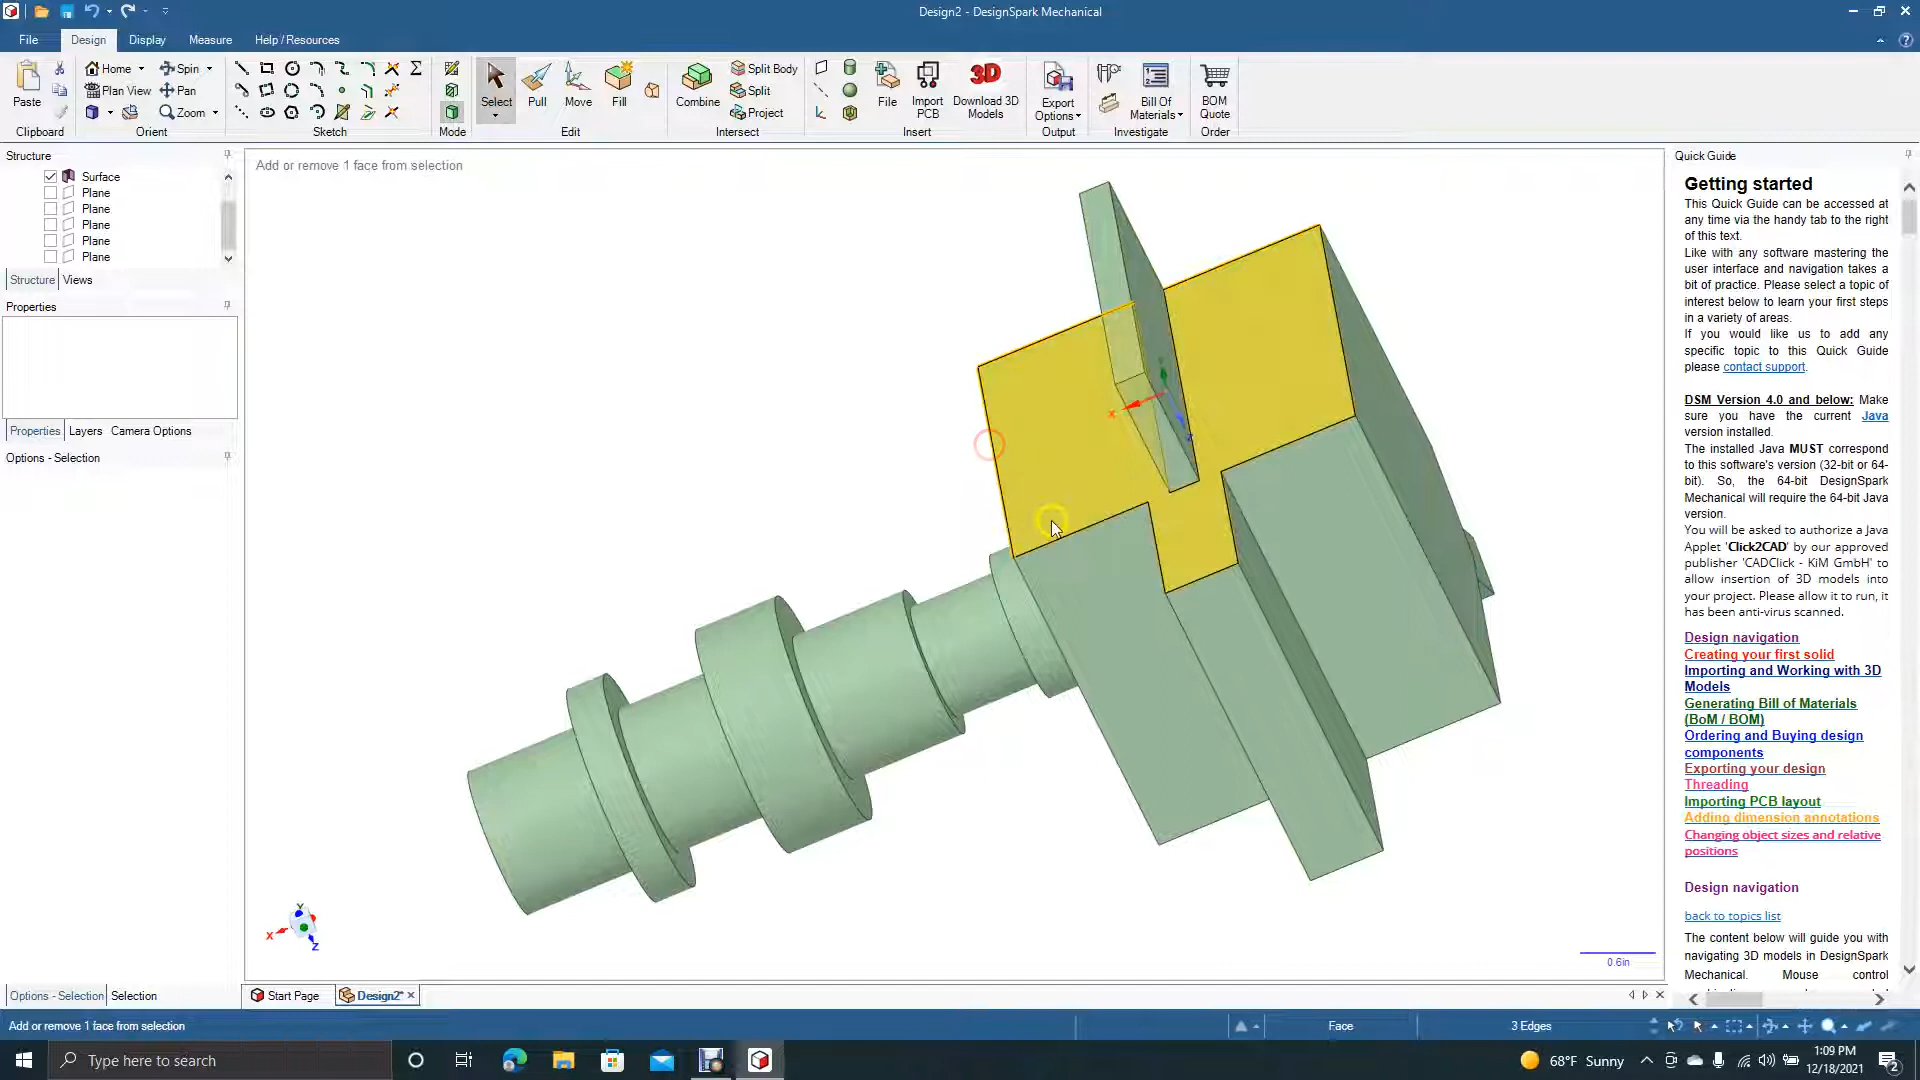 Design2 - DesignSpark Mechanical
File
Design
Display
Measure
Help / Resources
Paste
Home
Plan View
Spin
Pan
Zoom
Select
Pull
Move
Fill
Combine
Split Body
Split
Project
File
Import
PCB
Download 3D
Models
3D
Export
Options
Bill Of
Materials
BOM
Quote
Clipboard
Orient
Sketch
Mode
Edit
Intersect
Insert
Output
Investigate
Order
Structure
Surface
Plane
Plane
Plane
Plane
Plane
Structure
Views
Properties
Properties
Layers
Camera Options
Options - Selection
Options - Selection
Selection
Add or remove 1 face from selection
X
Y
Z
X
Y
Z
0.6in
Start Page
Design2*
Quick Guide
Getting started
This Quick Guide can be accessed at
any time via the handy tab to the right
of this text.
Like with any software mastering the
user interface and navigation takes a
bit of practice. Please select a topic of
interest below to learn your first steps
in a variety of areas.
If you would like us to add any
specific topic to this Quick Guide
please contact support.
DSM Version 4.0 and below: Make
sure you have the current Java
version installed.
The installed Java MUST correspond
to this software's version (32-bit or 64-
bit). So, the 64-bit DesignSpark
Mechanical will require the 64-bit Java
version.
You will be asked to authorize a Java
Applet 'Click2CAD' by our approved
publisher 'CADClick - KiM GmbH' to
allow insertion of 3D models into
your project. Please allow it to run, it
has been anti-virus scanned.
Design navigation
Creating your first solid
Importing and Working with 3D
Models
Generating Bill of Materials
(BoM / BOM)
Ordering and Buying design
components
Exporting your design
Threading
Importing PCB layout
Adding dimension annotations
Changing object sizes and relative
positions
Design navigation
back to topics list
The content below will guide you with
navigating 3D models in DesignSpark
Mechanical. Mouse control
Add or remove 1 face from selection
Face
3 Edges
Type here to search
68°F Sunny
1:09 PM
12/18/2021
2